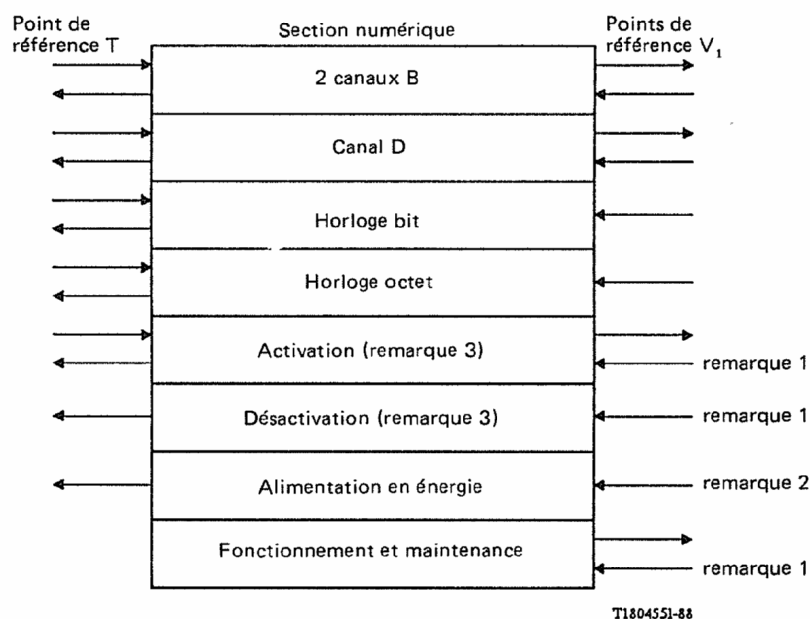 Point de
référence T
Section numérique
Points de
référence V1
2 canaux B
Canal D
Horloge bit
Horloge octet
Activation (remarque 3)
remarque 1
Désactivation (remarque 3)
remarque 1
Alimentation en énergie
remarque 2
Fonctionnement et maintenance
remarque 1
T1804551-88